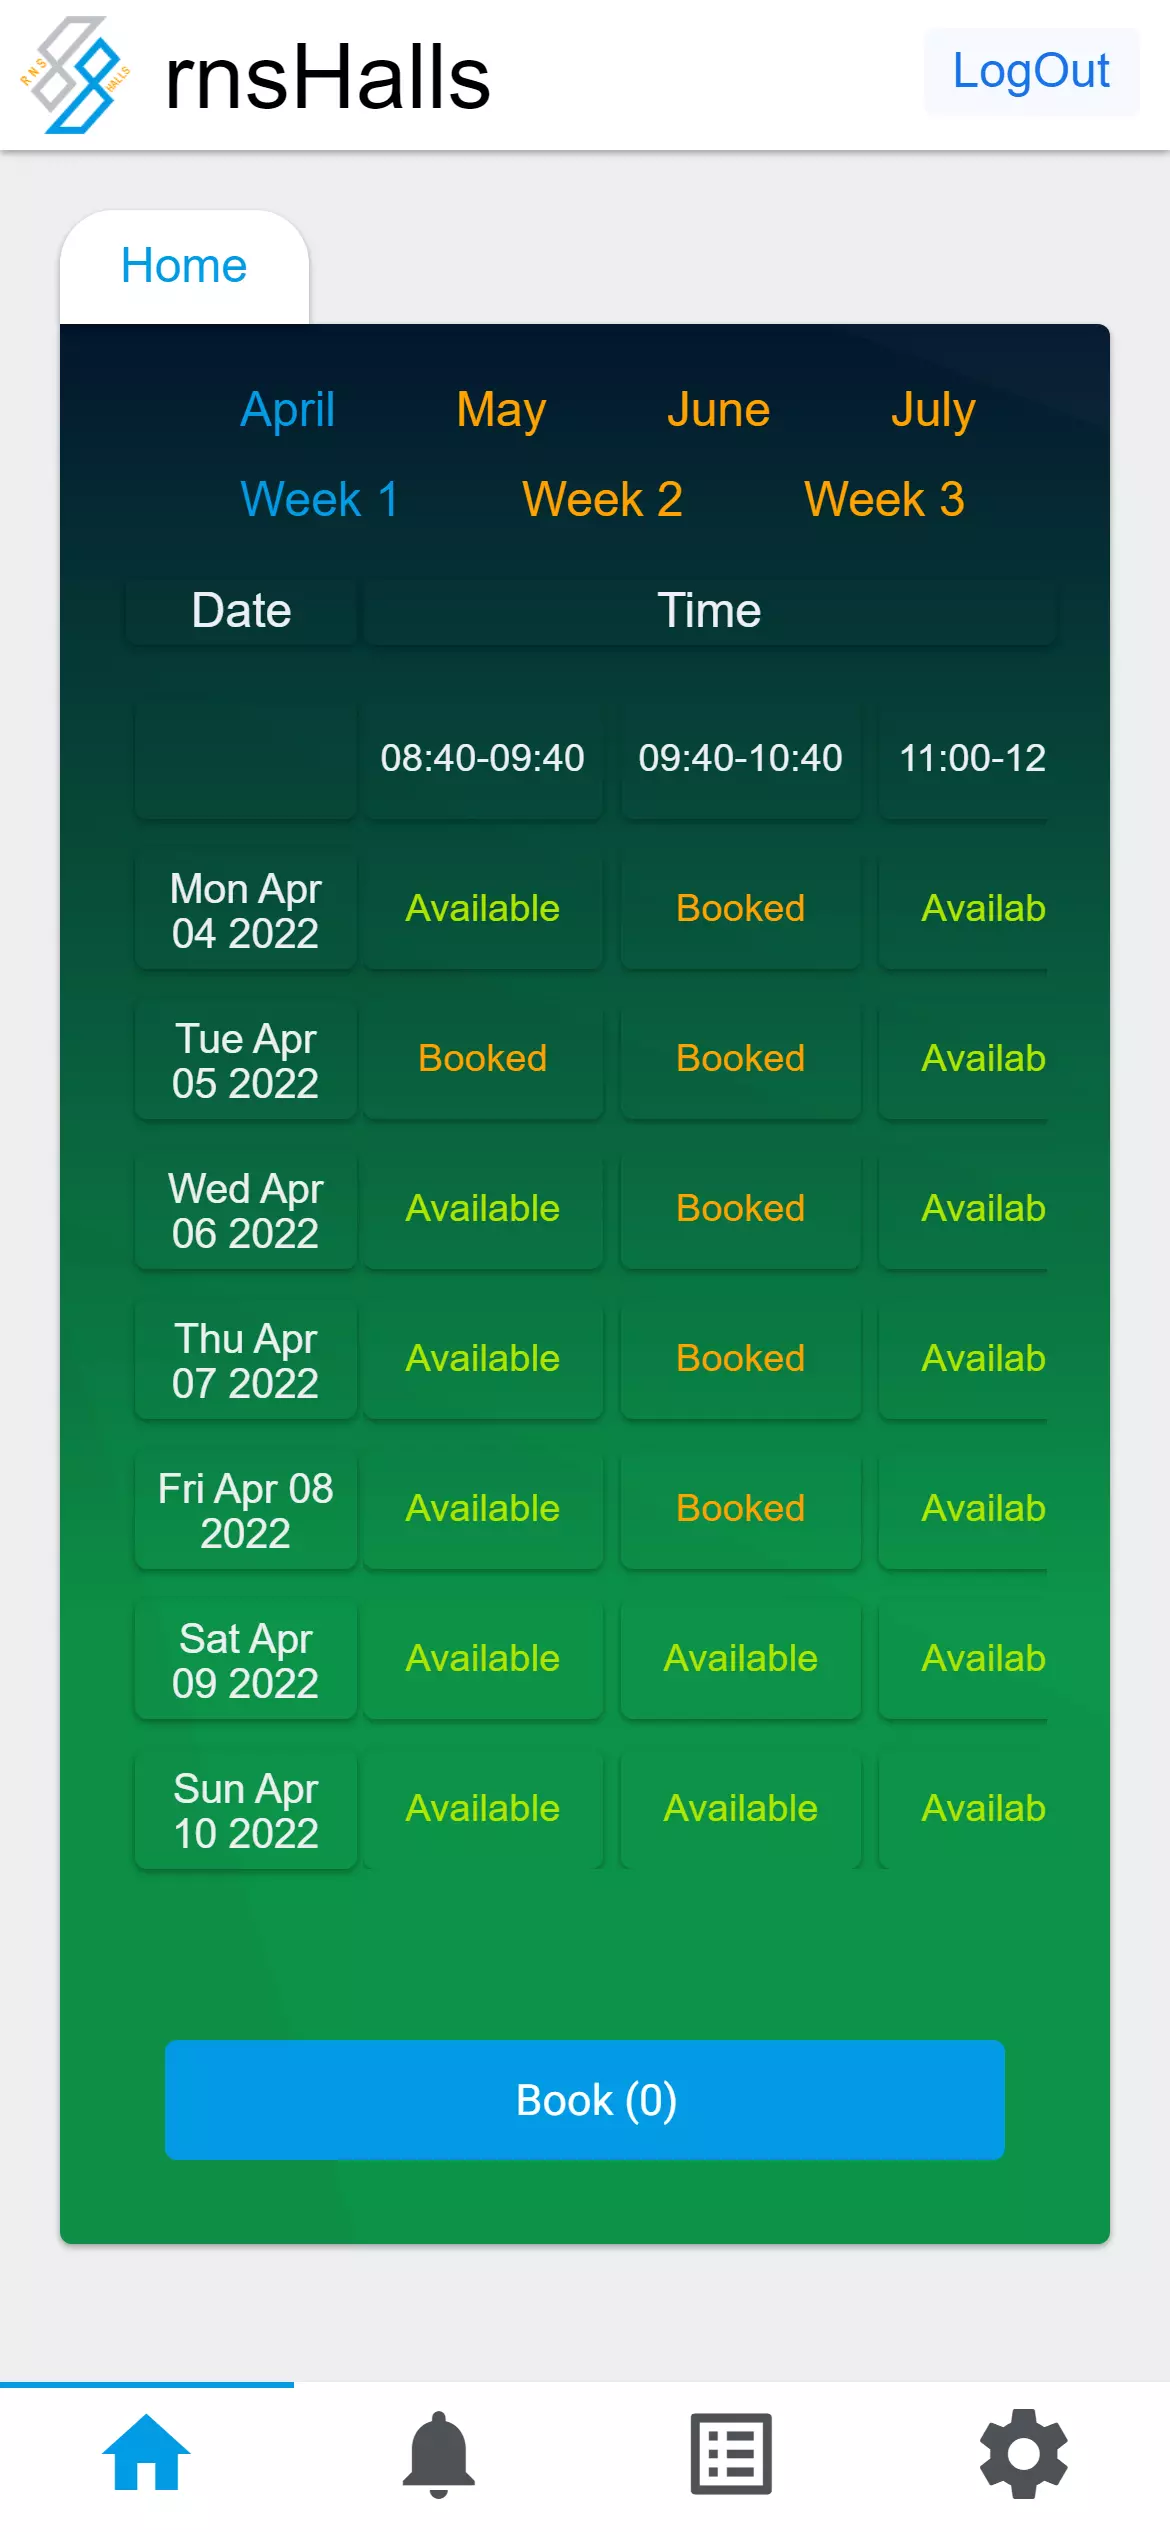 RNS
HALLS
rnsHalls
LogOut
Home
April May June July
Week 1 Week 2 Week 3
Date Time
08:40-09:40 09:40-10:40 11:00-12
Mon Apr
04 2022
Available Booked Availab
Tue Apr
05 2022
Booked Booked Availab
Wed Apr
06 2022
Available Booked Availab
Thu Apr
07 2022
Available Booked Availab
Fri Apr 08
2022
Available Booked Availab
Sat Apr
09 2022
Available Available Availab
Sun Apr
10 2022
Available Available Availab
Book (0)